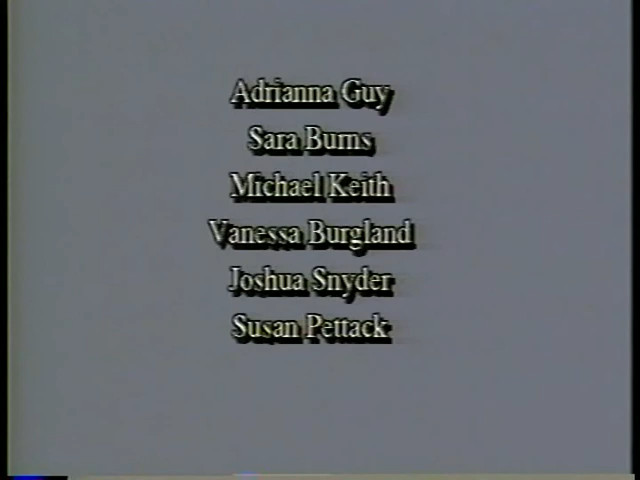 Adrianna Guy
Sara Burns
Michael Keith
Vanessa Burgland
Joshua Snyder
Susan Pettack